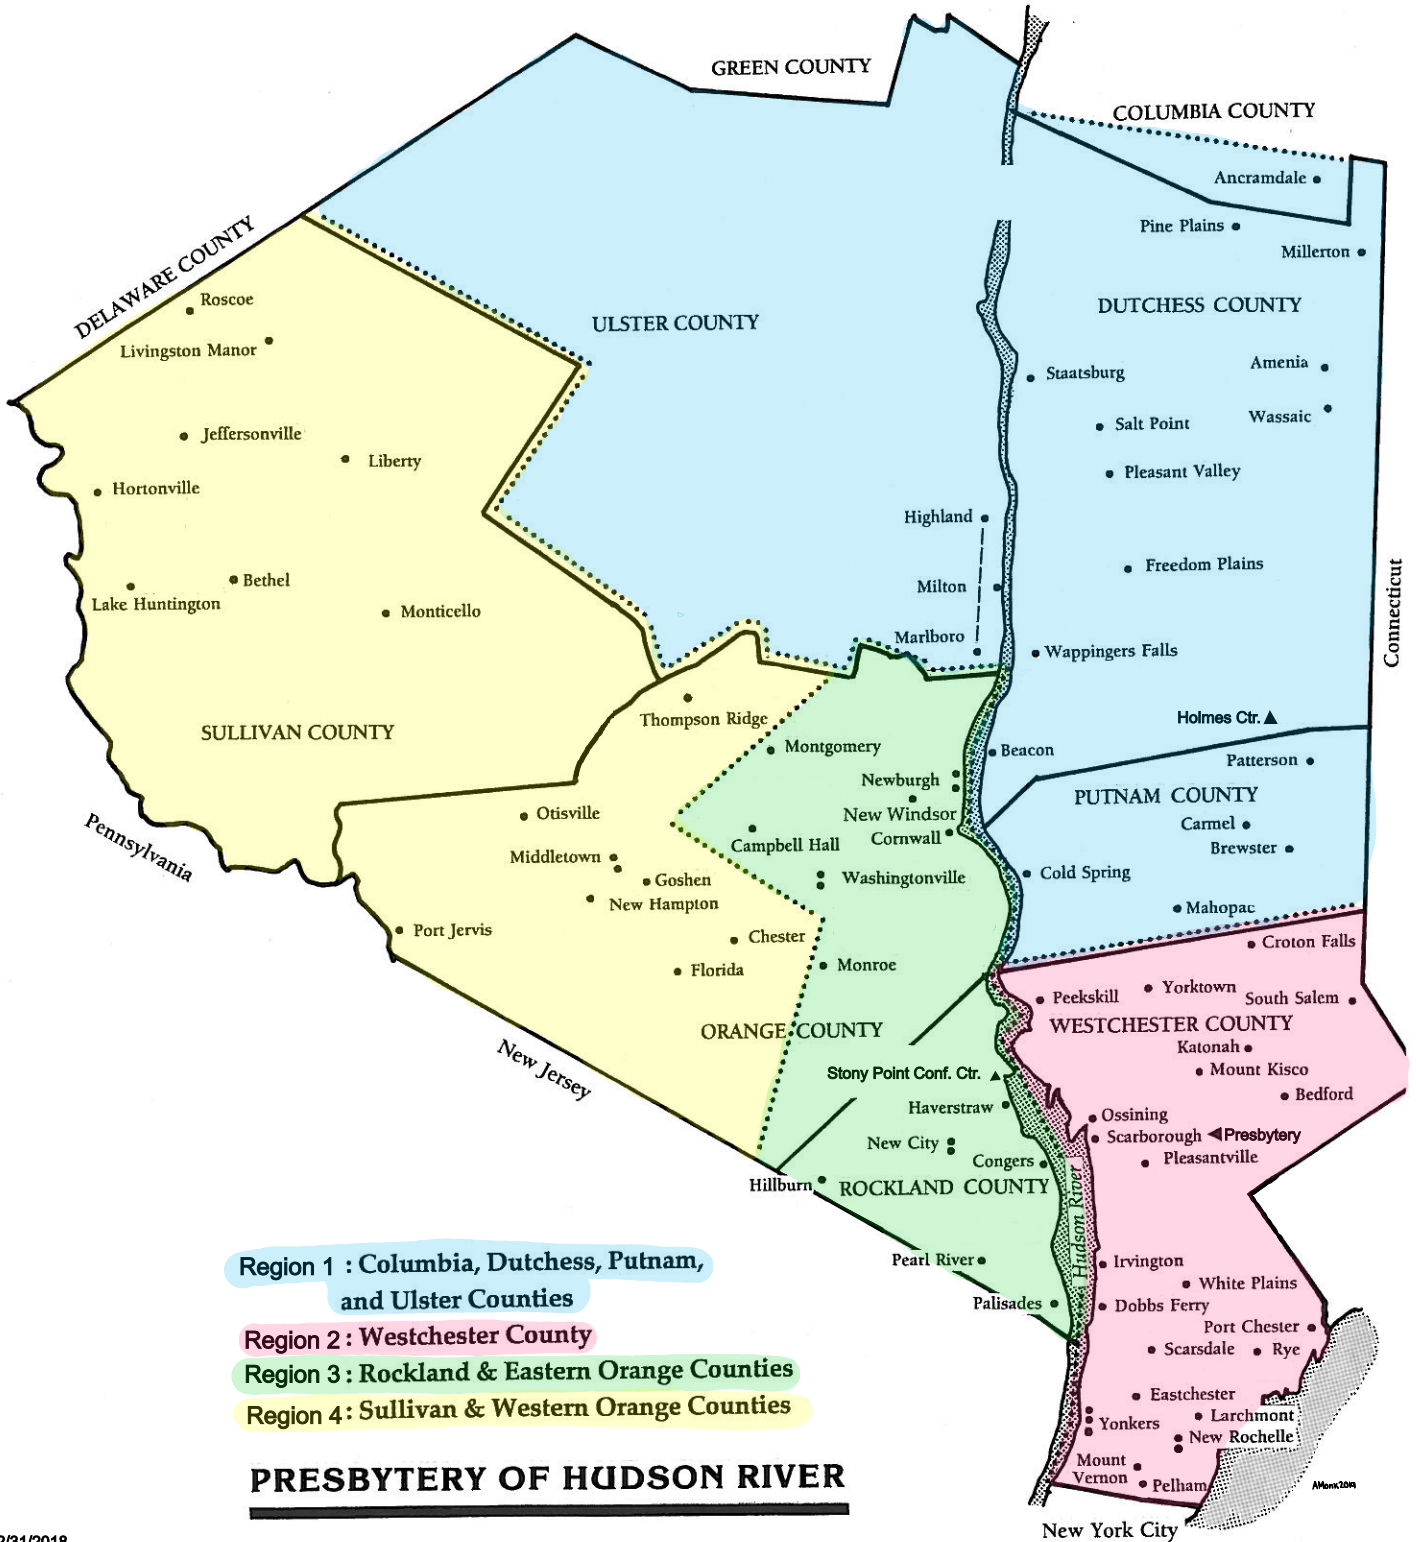 GREEN COUNTY
COLUMBIA COUNTY
Ancramdale
Pine Plains
Millerton
DELAWARE COUNTY
Roscoe
Livingston Manor
ULSTER COUNTY
DUTCHESS COUNTY
Staatsburg
Amenia
Wassaic
Salt Point
Pleasant Valley
Jeffersonville
Liberty
Hortonville
Highland
Milton
Marlboro
Freedom Plains
Connecticut
Lake Huntington
Bethel
Monticello
Wappingers Falls
Thompson Ridge
SULLIVAN COUNTY
Holmes Ctr.
Montgomery
Beacon
Patterson
Newburgh
New Windsor
Cornwall
PUTNAM COUNTY
Carmel
Brewster
Otisville
Campbell Hall
Pennsylvania
Middletown
Goshen
New Hampton
Washingtonville
Cold Spring
Mahopac
Port Jervis
Chester
Florida
Monroe
Croton Falls
Peekskill
Yorktown
South Salem
ORANGE COUNTY
WESTCHESTER COUNTY
Katonah
Mount Kisco
Bedford
New Jersey
Stony Point Conf. Ctr.
Haverstraw
Ossining
Scarborough
Presbytery
Pleasantville
New City
Congers
Hillburn
ROCKLAND COUNTY
Hudson River
Pearl River
Palisades
Irvington
White Plains
Dobbs Ferry
Port Chester
Scarsdale
Rye
Eastchester
Larchmont
Yonkers
New Rochelle
Mount
Vernon
Pelham
Region 1 : Columbia, Dutchess, Putnam,
and Ulster Counties
Region 2 : Westchester County
Region 3 : Rockland & Eastern Orange Counties
Region 4 : Sullivan & Western Orange Counties
PRESBYTERY OF HUDSON RIVER
AMonk2019
New York City
2/31/2018